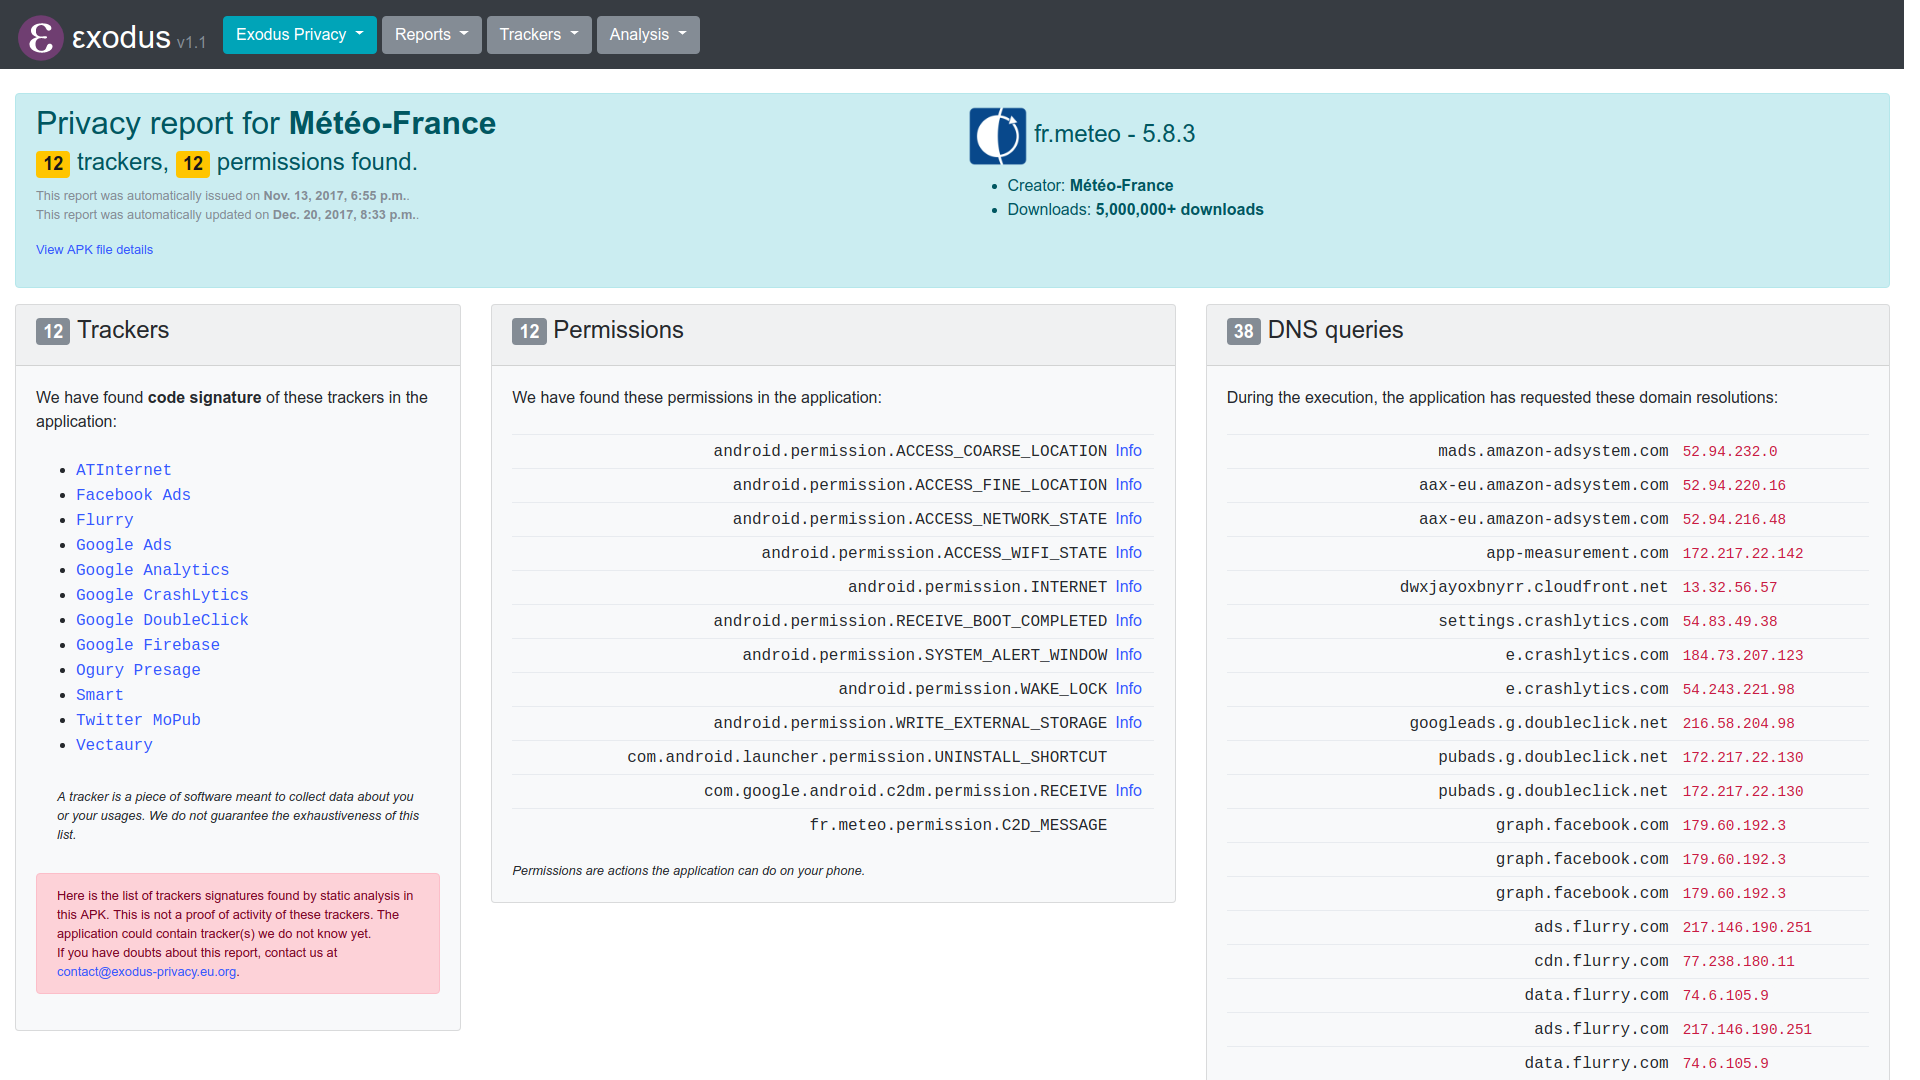 εxodus v1.1
Exodus Privacy
Reports
Trackers
Analysis
Privacy report for Météo-France
12 trackers, 12 permissions found.
This report was automatically issued on Nov. 13, 2017, 6:55 p.m..
This report was automatically updated on Dec. 20, 2017, 8:33 p.m..
View APK file details
fr.meteo - 5.8.3
Creator: Météo-France
Downloads: 5,000,000+ downloads
12 Trackers
We have found code signature of these trackers in the
application:
ATInternet
Facebook Ads
Flurry
Google Ads
Google Analytics
Google CrashLytics
Google DoubleClick
Google Firebase
Ogury Presage
Smart
Twitter MoPub
Vectaury
A tracker is a piece of software meant to collect data about you
or your usages. We do not guarantee the exhaustiveness of this
list.
Here is the list of trackers signatures found by static analysis in
this APK. This is not a proof of activity of these trackers. The
application could contain tracker(s) we do not know yet.
If you have doubts about this report, contact us at
contact@exodus-privacy.eu.org.
12 Permissions
We have found these permissions in the application:
android.permission.ACCESS_COARSE_LOCATION Info
android.permission.ACCESS_FINE_LOCATION Info
android.permission.ACCESS_NETWORK_STATE Info
android.permission.ACCESS_WIFI_STATE Info
android.permission.INTERNET Info
android.permission.RECEIVE_BOOT_COMPLETED Info
android.permission.SYSTEM_ALERT_WINDOW Info
android.permission.WAKE_LOCK Info
android.permission.WRITE_EXTERNAL_STORAGE Info
com.android.launcher.permission.UNINSTALL_SHORTCUT
com.google.android.c2dm.permission.RECEIVE Info
fr.meteo.permission.C2D_MESSAGE
Permissions are actions the application can do on your phone.
38 DNS queries
During the execution, the application has requested these domain resolutions:
mads.amazon-adsystem.com 52.94.232.0
aax-eu.amazon-adsystem.com 52.94.220.16
aax-eu.amazon-adsystem.com 52.94.216.48
app-measurement.com 172.217.22.142
dwxjayoxbnyrr.cloudfront.net 13.32.56.57
settings.crashlytics.com 54.83.49.38
e.crashlytics.com 184.73.207.123
e.crashlytics.com 54.243.221.98
googleads.g.doubleclick.net 216.58.204.98
pubads.g.doubleclick.net 172.217.22.130
pubads.g.doubleclick.net 172.217.22.130
graph.facebook.com 179.60.192.3
graph.facebook.com 179.60.192.3
graph.facebook.com 179.60.192.3
ads.flurry.com 217.146.190.251
cdn.flurry.com 77.238.180.11
data.flurry.com 74.6.105.9
ads.flurry.com 217.146.190.251
data.flurry.com 74.6.105.9